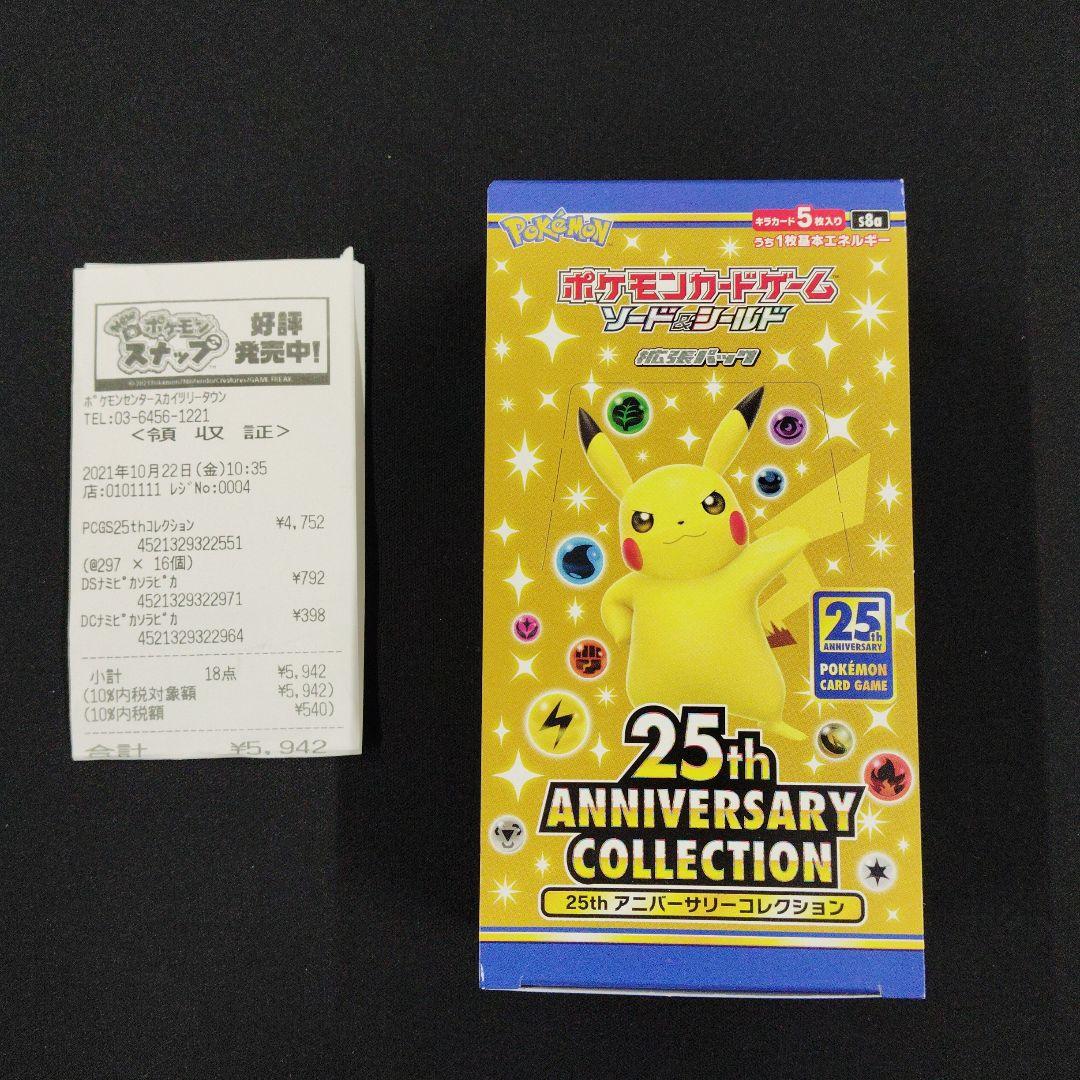 New
ポケモン
スナップ
好評
発売中!
©2021 Pokémon/Nintendo/Creatures/GAME FREAK
ポケモンセンタースカイツリータウン
TEL:03-6456-1221
<領 収 証>
2021年10月22日(金)10:35
店:0101111 レジNo:0004
PCGS25thコレクション ¥4,752
4521329322551
(@297 × 16個)
DSナミピカソラピカ ¥792
4521329322971
DCナミピカソラピカ ¥398
4521329322964
小計 18点 ¥5,942
(10%内税対象額 ¥5,942)
(10%内税額 ¥540)
合計 ¥5,942
POKéMON
キラカード5枚入り
s8a
うち1枚基本エネルギー
ポケモンカードゲーム
ソード&シールド
拡張パック
25th
ANNIVERSARY
POKÉMON
CARD GAME
25th
ANNIVERSARY
COLLECTION
25th アニバーサリーコレクション